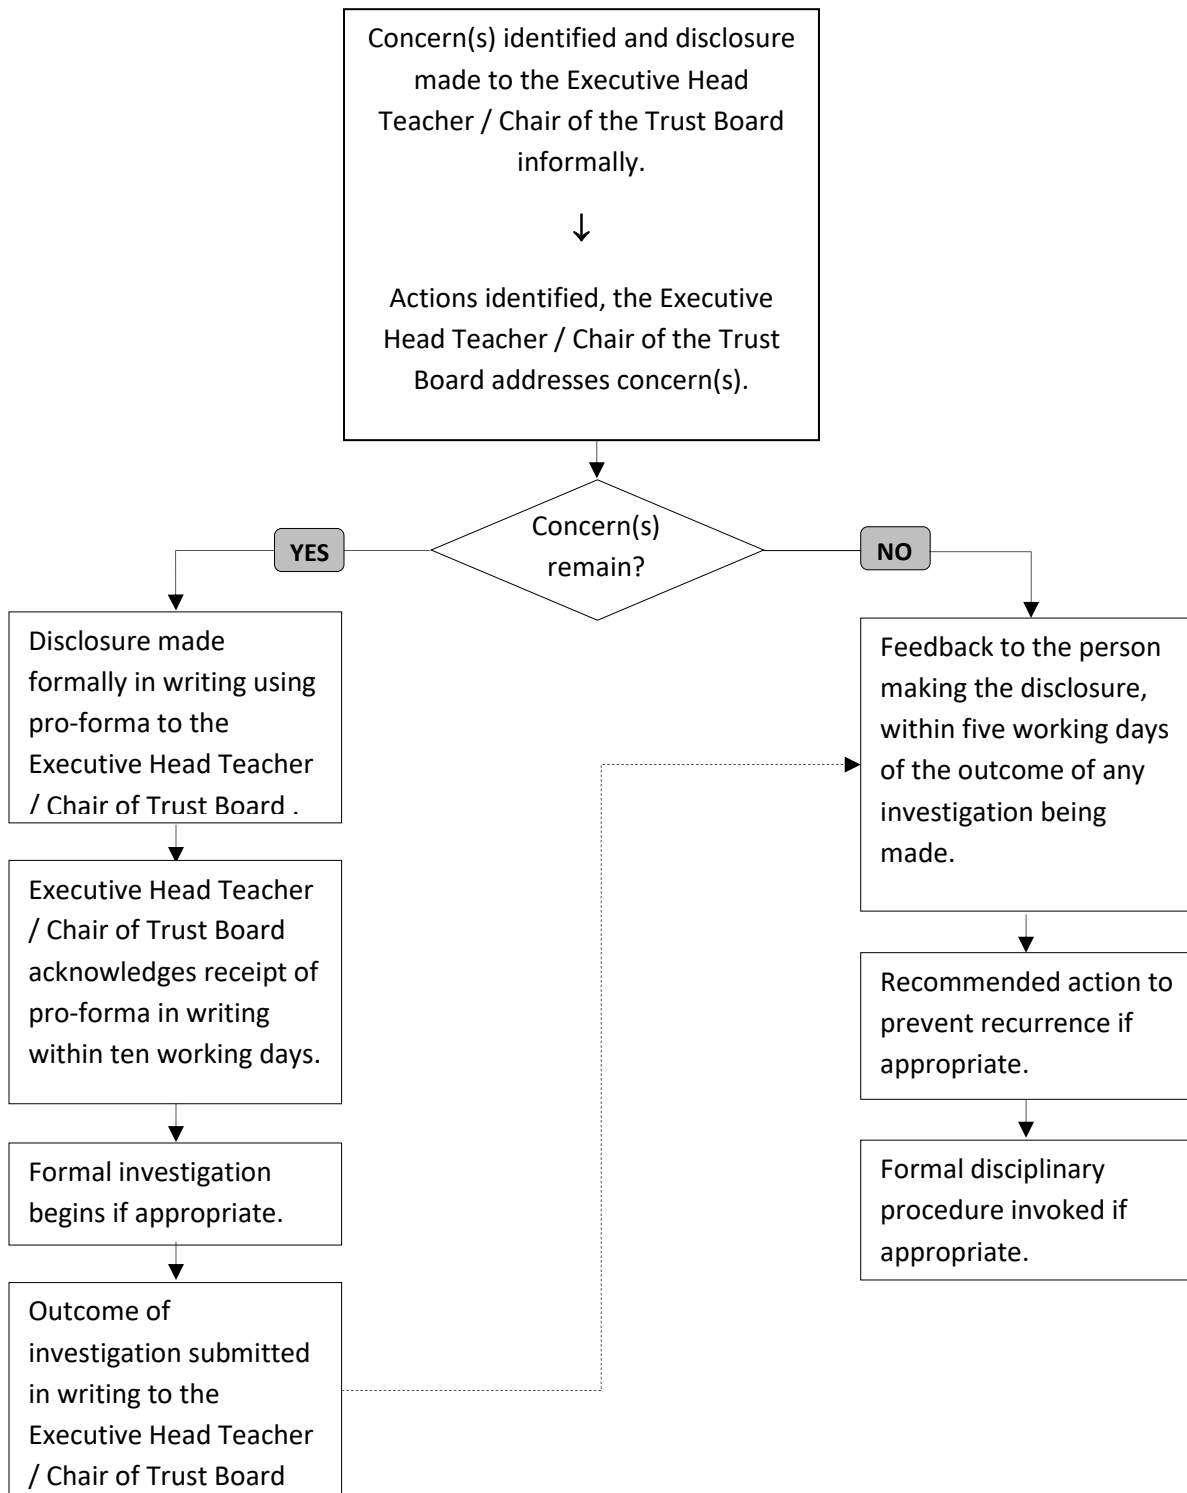 Concern(s) identified and disclosure
made to the Executive Head
Teacher / Chair of the Trust Board
informally.
↓
Actions identified, the Executive
Head Teacher / Chair of the Trust
Board addresses concern(s).
Concern(s)
remain?
YES
NO
Disclosure made
formally in writing using
pro-forma to the
Executive Head Teacher
/ Chair of Trust Board .
Executive Head Teacher
/ Chair of Trust Board
acknowledges receipt of
pro-forma in writing
within ten working days.
Formal investigation
begins if appropriate.
Outcome of
investigation submitted
in writing to the
Executive Head Teacher
/ Chair of Trust Board
Feedback to the person
making the disclosure,
within five working days
of the outcome of any
investigation being
made.
Recommended action to
prevent recurrence if
appropriate.
Formal disciplinary
procedure invoked if
appropriate.